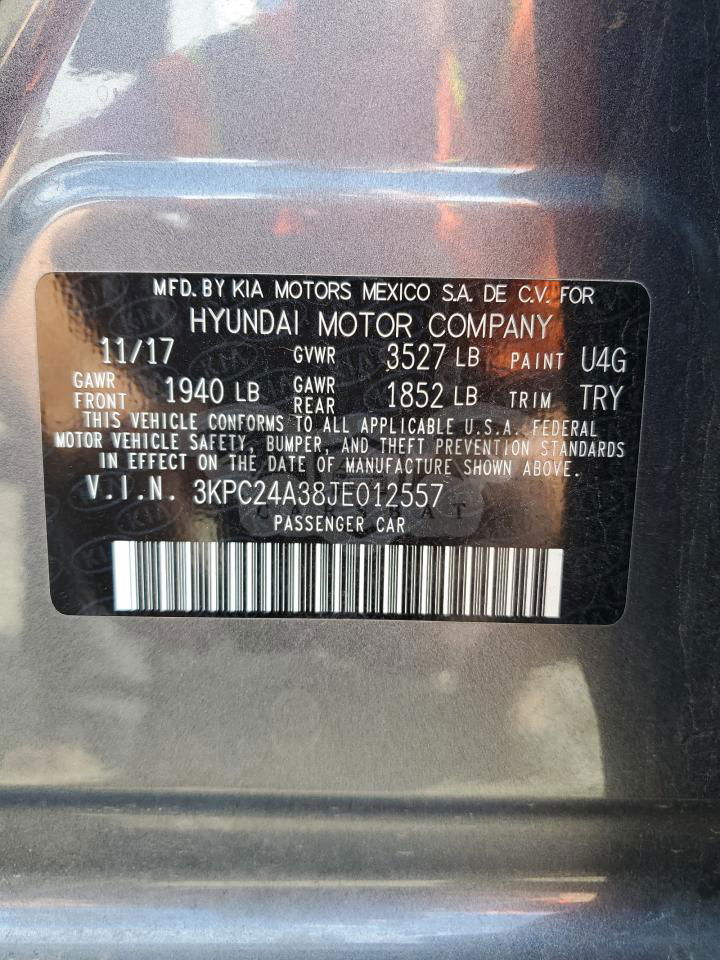 MFD. BY KIA MOTORS MEXICO S.A. DE C.V. FOR
HYUNDAI MOTOR COMPANY
11/17 GVWR 3527 LB PAINT U4G
GAWR FRONT 1940 LB GAWR REAR 1852 LB TRIM TRY
THIS VEHICLE CONFORMS TO ALL APPLICABLE U.S.A. FEDERAL
MOTOR VEHICLE SAFETY, BUMPER, AND THEFT PREVENTION STANDARDS
IN EFFECT ON THE DATE OF MANUFACTURE SHOWN ABOVE.
V.I.N. 3KPC24A38JE012557
PASSENGER CAR